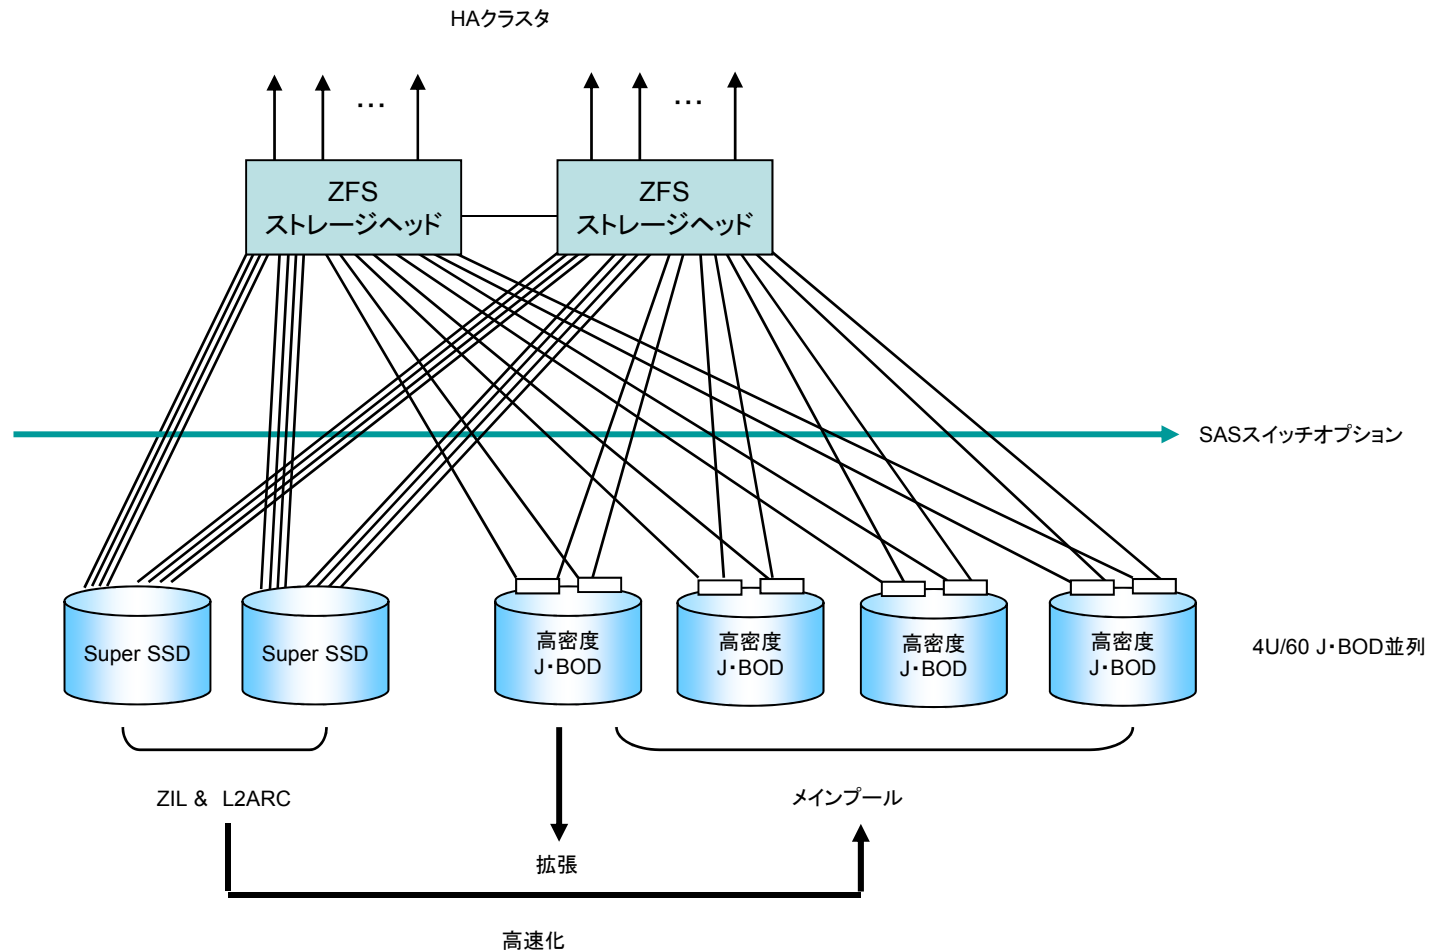 HAクラスタ
…
…
ZFS
ストレージヘッド
ZFS
ストレージヘッド
SASスイッチオプション
Super SSD
Super SSD
高密度
J・BOD
高密度
J・BOD
高密度
J・BOD
高密度
J・BOD
4U/60 J・BOD並列
ZIL & L2ARC
メインプール
拡張
高速化